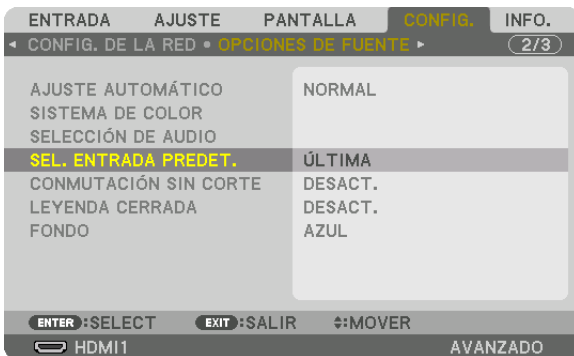 ENTRADA AJUSTE PANTALLA CONFIG. INFO.
◂ CONFIG. DE LA RED • OPCIONES DE FUENTE ▸ 2/3
AJUSTE AUTOMÁTICO NORMAL
SISTEMA DE COLOR
SELECCIÓN DE AUDIO
SEL. ENTRADA PREDET. ÚLTIMA
CONMUTACIÓN SIN CORTE DESACT.
LEYENDA CERRADA DESACT.
FONDO AZUL
ENTER :SELECT EXIT :SALIR ♦:MOVER
HDMI1 AVANZADO